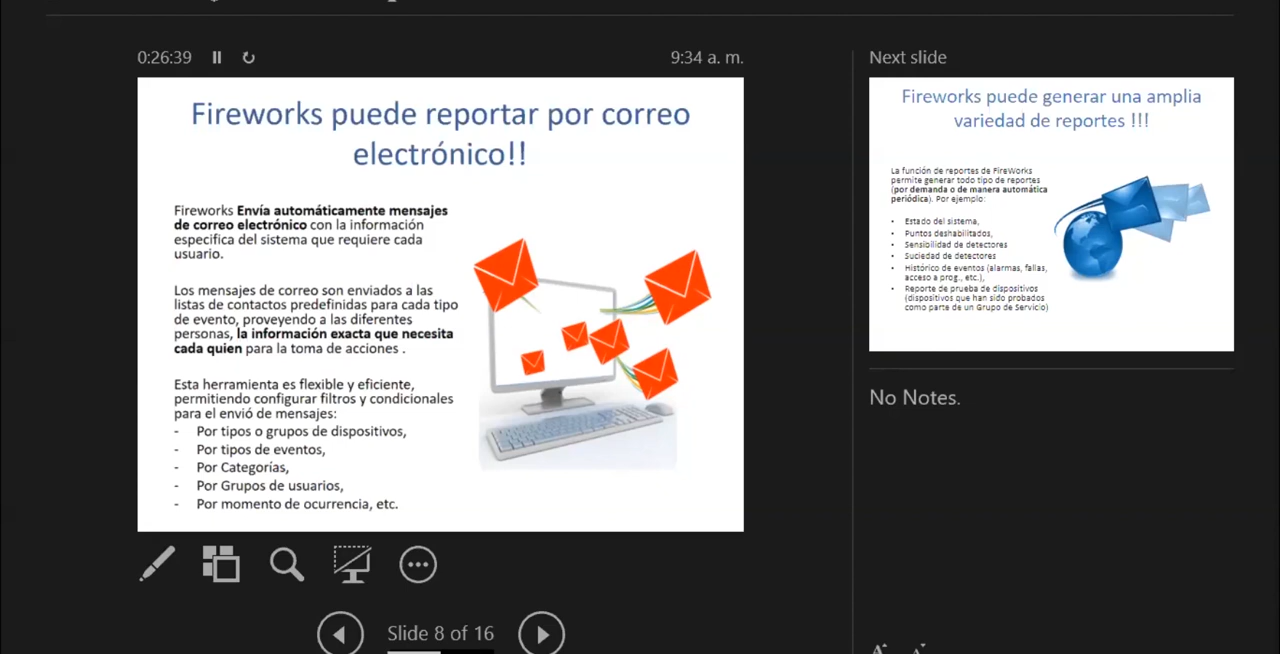 0:26:39
9:34 a. m.
Fireworks puede reportar por correo
electrónico!!
Fireworks Envía automáticamente mensajes
de correo electrónico con la información
especifica del sistema que requiere cada
usuario.
Los mensajes de correo son enviados a las
listas de contactos predefinidas para cada tipo
de evento, proveyendo a las diferentes
personas, la información exacta que necesita
cada quien para la toma de acciones .
Esta herramienta es flexible y eficiente,
permitiendo configurar filtros y condicionales
para el envió de mensajes:
- Por tipos o grupos de dispositivos,
- Por tipos de eventos,
- Por Categorías,
- Por Grupos de usuarios,
- Por momento de ocurrencia, etc.
Slide 8 of 16
Next slide
Fireworks puede generar una amplia
variedad de reportes !!!
La función de reportes de FireWorks
permite generar todo tipo de reportes
(por demanda o de manera automática
periódica). Por ejemplo:
• Estado del sistema,
• Puntos deshabilitados,
• Sensibilidad de detectores
• Suciedad de detectores
• Histórico de eventos (alarmas, fallas,
acceso a prog., etc.),
• Reporte de prueba de dispositivos
(dispositivos que han sido probados
como parte de un Grupo de Servicio)
No Notes.